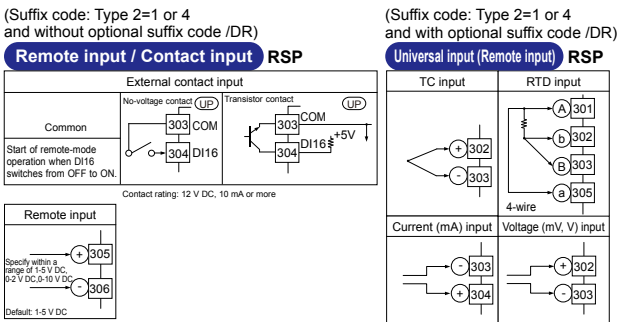 (Suffix code: Type 2=1 or 4
and without optional suffix code /DR)
Remote input / Contact input RSP
External contact input
Common
Start of remote-mode
operation when DI16
switches from OFF to ON.
No-voltage contact UP
303 COM
304 DI16
Transistor contact UP
303 COM
+5V
304 DI16
Contact rating: 12 V DC, 10 mA or more
Remote input
Specify within a
range of 1-5 V DC,
0-2 V DC,0-10 V DC
+ 305
- 306
Default: 1-5 V DC
(Suffix code: Type 2=1 or 4
and with optional suffix code /DR)
Universal input (Remote input) RSP
TC input
+ 302
- 303
RTD input
A 301
b 302
B 303
a 305
4-wire
Current (mA) input
- 303
+ 304
Voltage (mV, V) input
+ 302
- 303